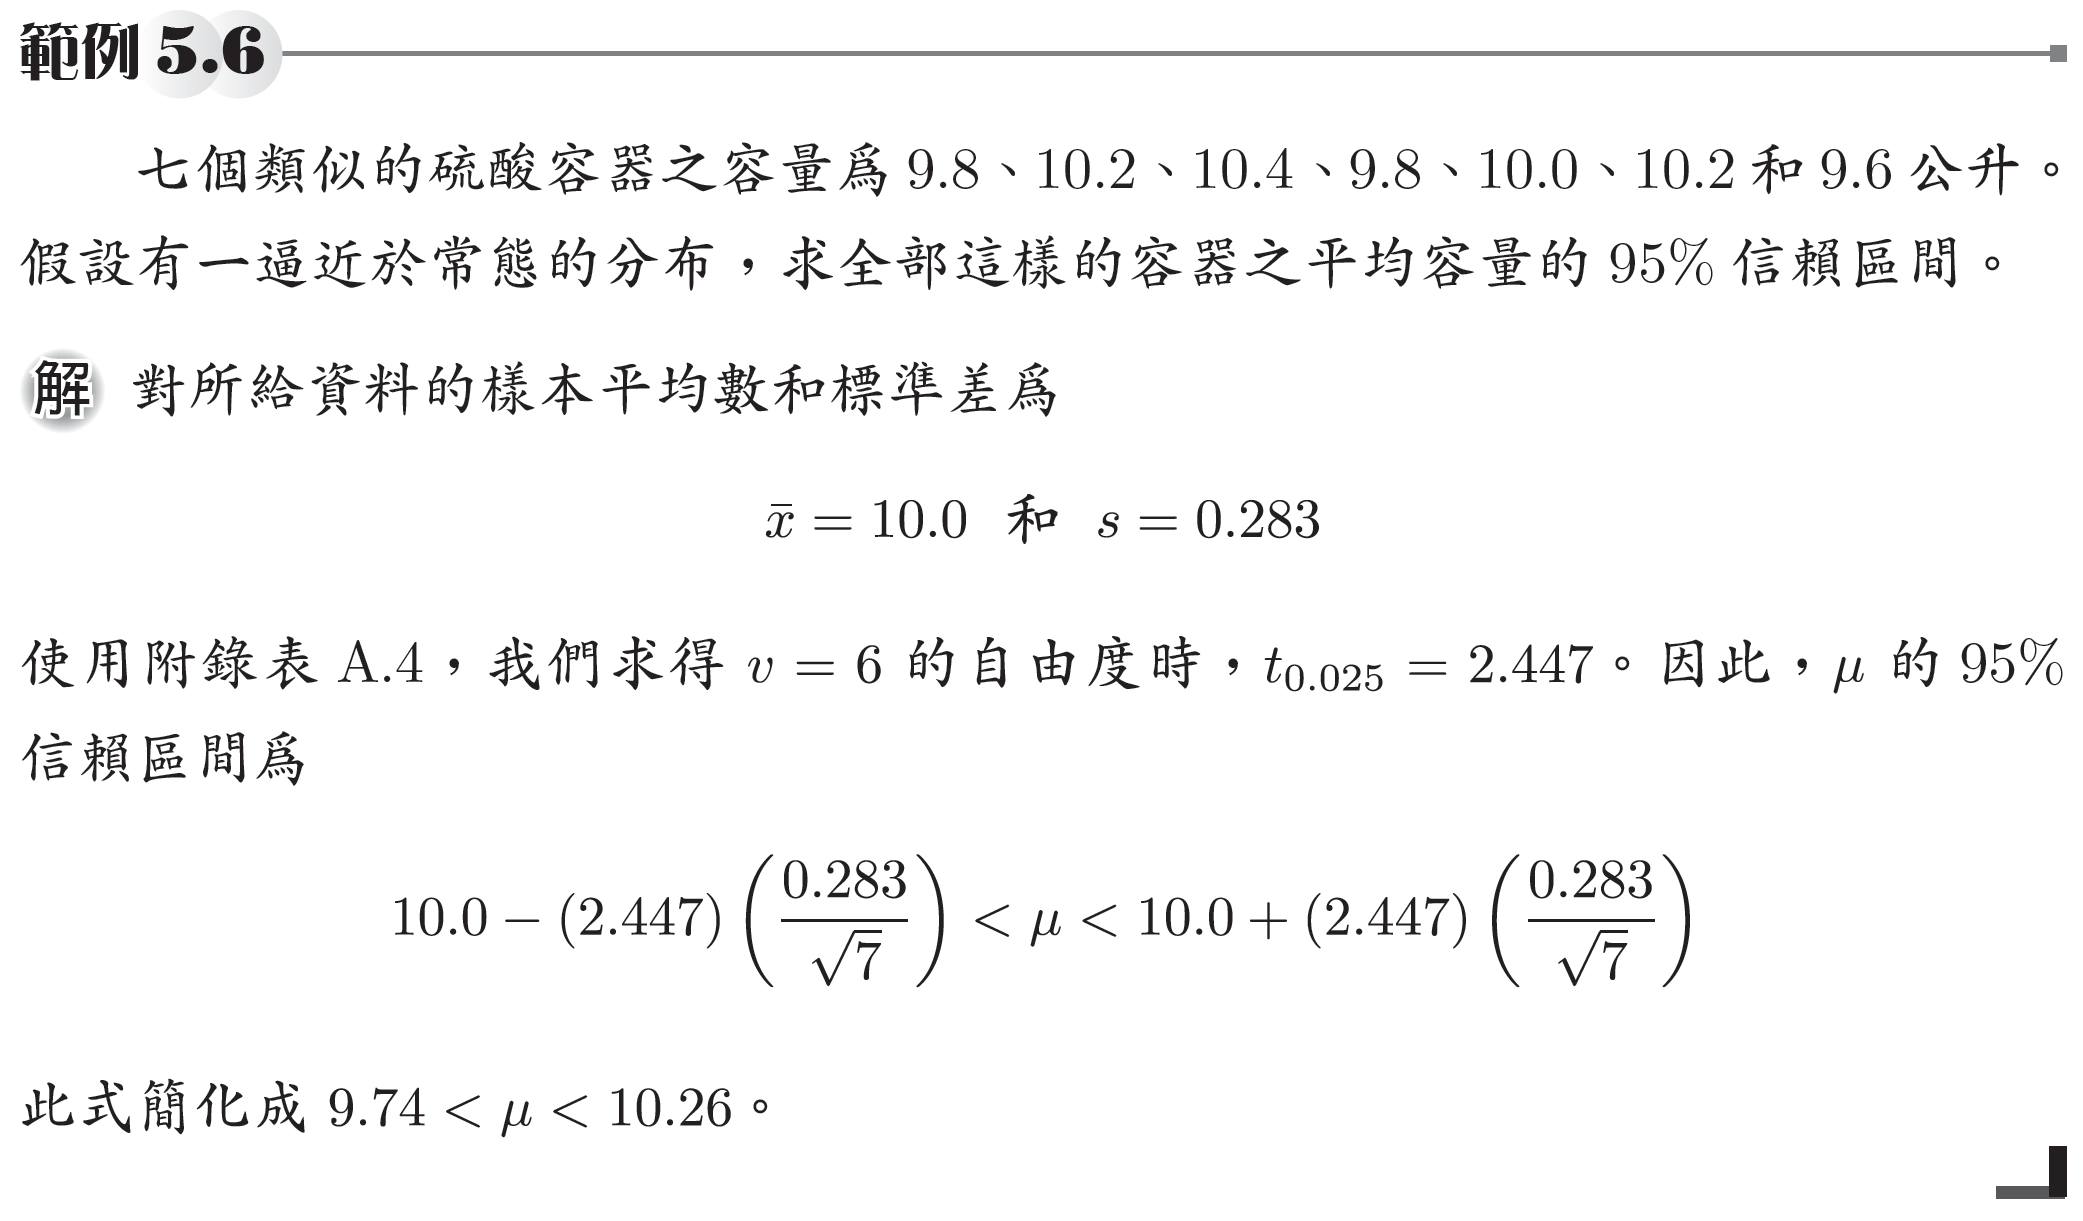 範例 5.6
七個類似的硫酸容器之容量爲 9.8、10.2、10.4、9.8、10.0、10.2 和 9.6 公升。
假設有一逼近於常態的分布，求全部這樣的容器之平均容量的 95% 信賴區間。
解 對所給資料的樣本平均數和標準差爲
x̄ = 10.0 和 s = 0.283
使用附錄表 A.4，我們求得 v = 6 的自由度時，t₀.₀₂₅ = 2.447。因此，μ 的 95%
信賴區間爲
10.0 − (2.447) (0.283/√7) < μ < 10.0 + (2.447) (0.283/√7)
此式簡化成 9.74 < μ < 10.26。